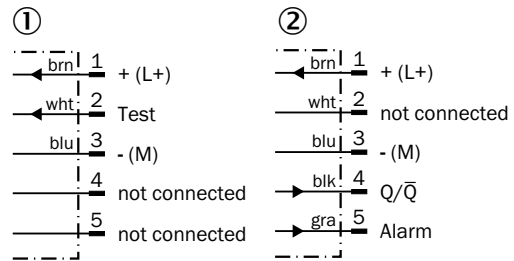 ①
brn 1 + (L+)
wht 2 Test
blu 3 - (M)
4 not connected
5 not connected
②
brn 1 + (L+)
wht 2 not connected
blu 3 - (M)
blk 4 Q/Q̅
gra 5 Alarm